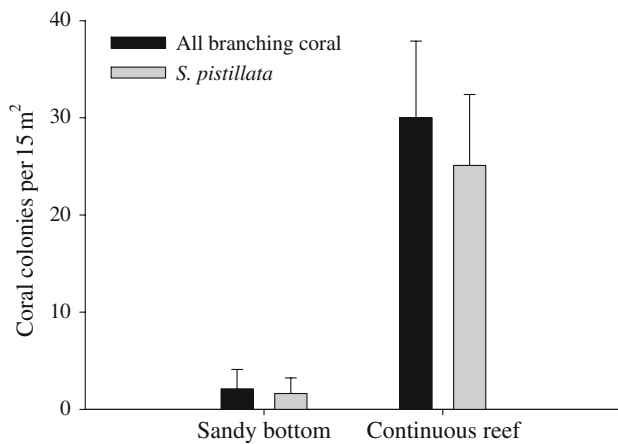 40
30
20
10
0
Coral colonies per 15 m²
All branching coral
S. pistillata
Sandy bottom
Continuous reef